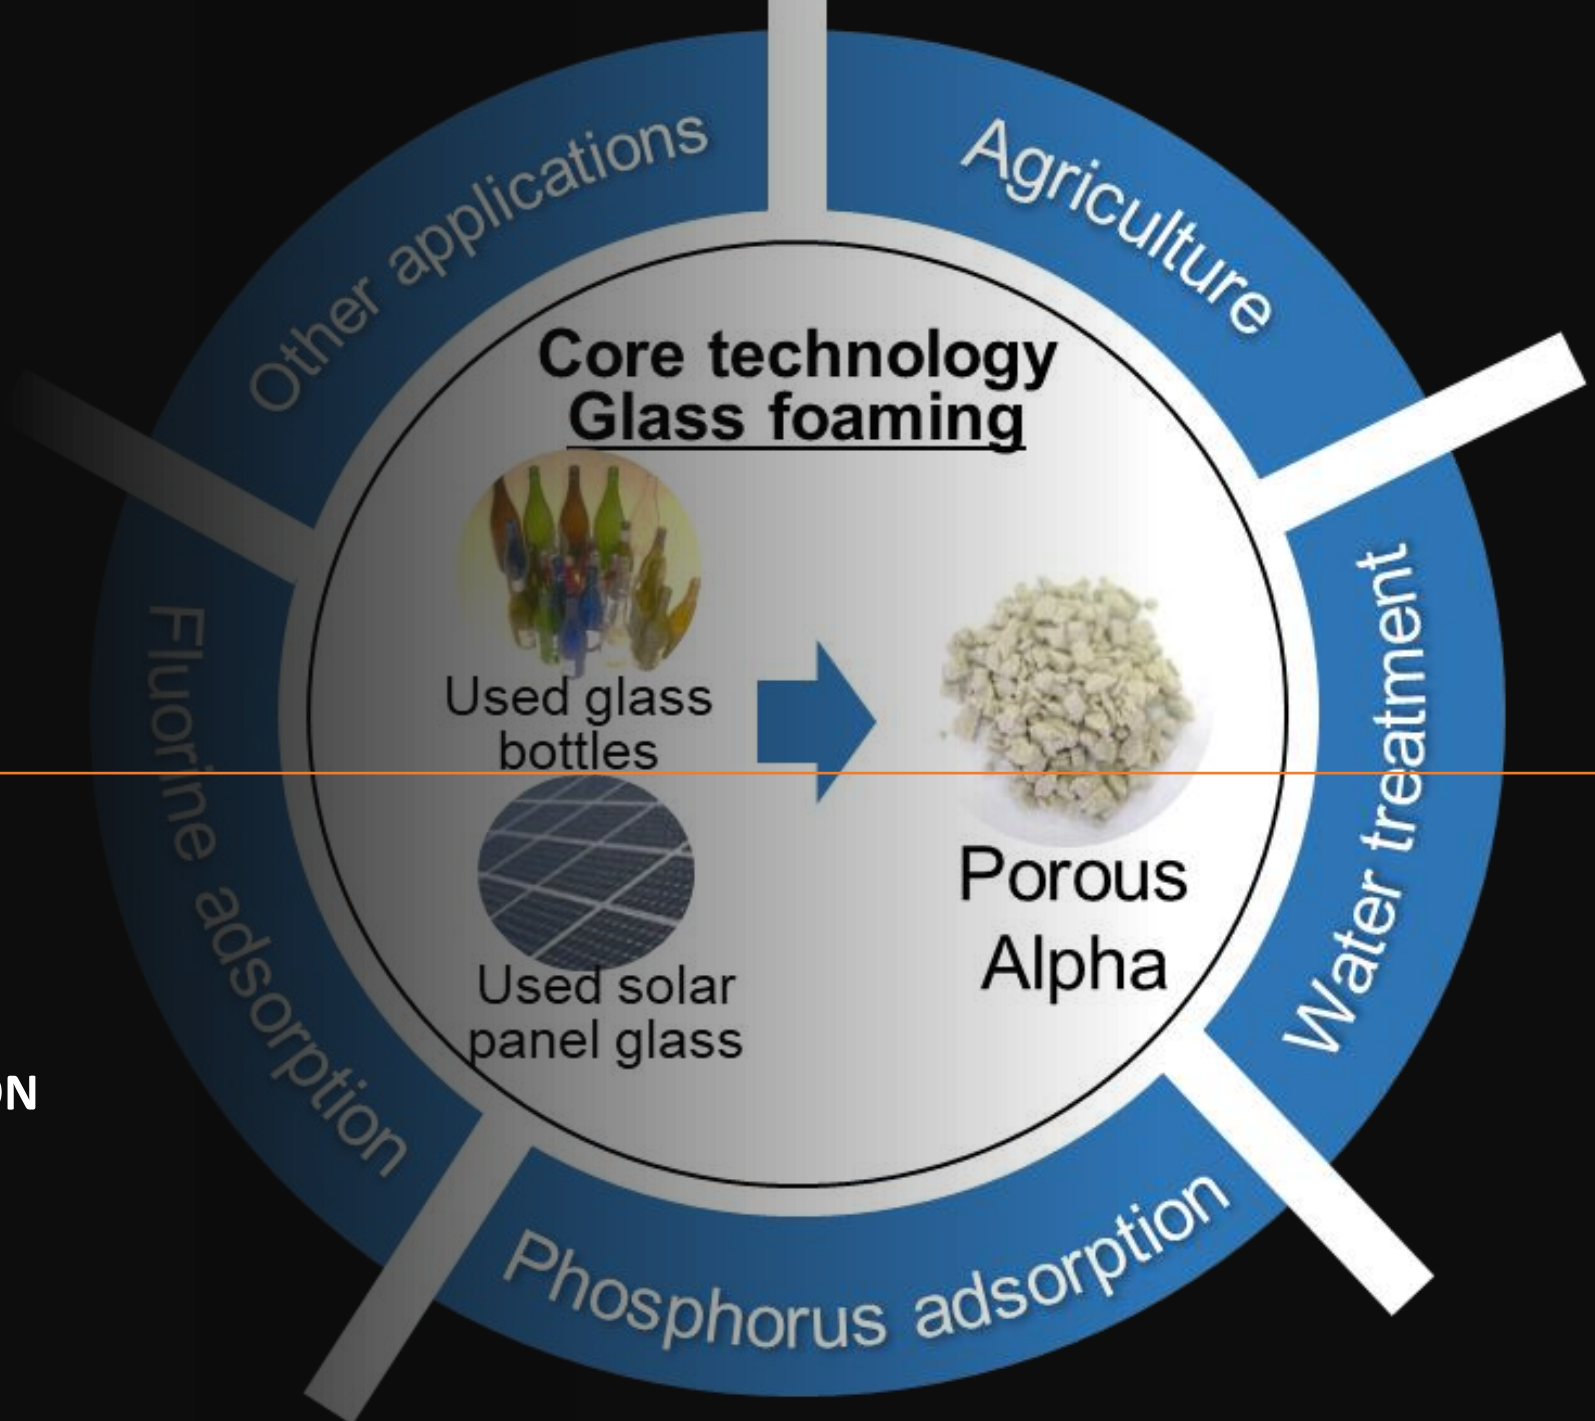 Other applications
Agriculture
Core technology
Glass foaming
Used glass
bottles
Used solar
panel glass
Porous
Alpha
Water treatment
Fluorine adsorption
Phosphorus adsorption
ON